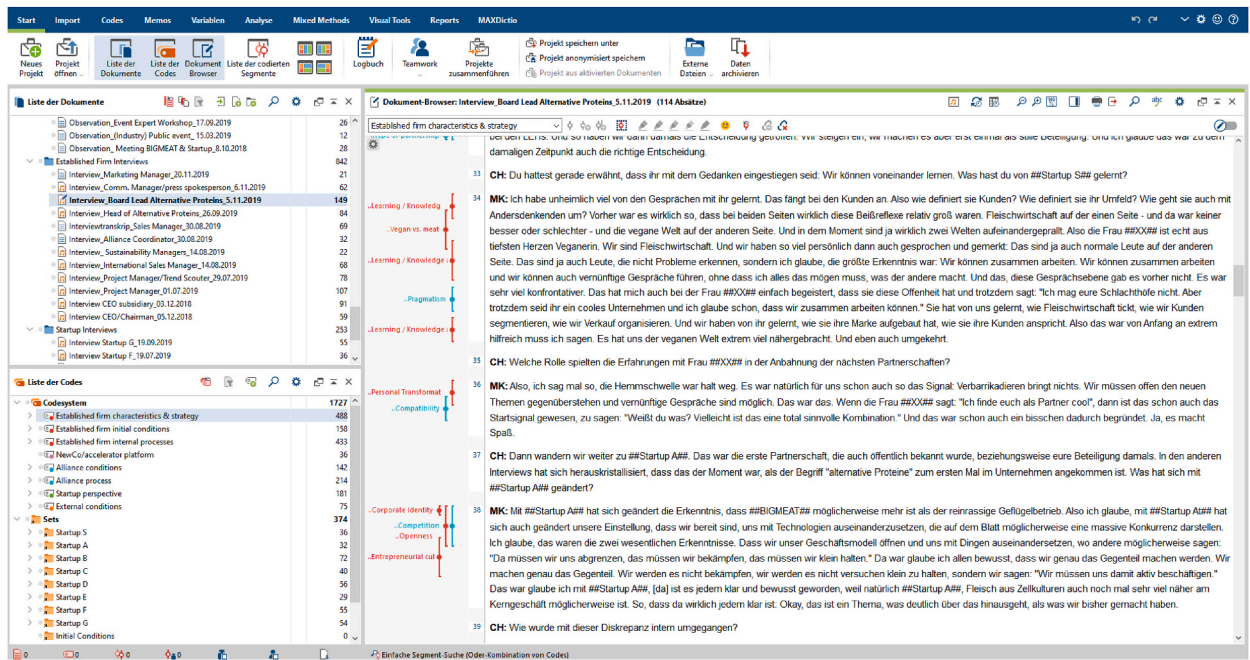 Start Import Codes Memos Variablen Analyse Mixed Methods Visual Tools Reports MAXDictio
Neues Projekt
Projekt öffnen
Liste der Dokumente
Liste der Codes
Dokument Browser
Liste der codierten Segmente
Logbuch
Teamwork
Projekte zusammenführen
Projekt speichern unter
Projekt anonymisiert speichern
Projekt aus aktivierten Dokumenten
Externe Dateien
Daten archivieren
Liste der Dokumente
Observation_Event Expert Workshop_17.09.2019 26
Observation_(Industry) Public event_ 15.03.2019 12
Observation_ Meeting BIGMEAT & Startup_8.10.2018 28
Established Firm Interviews 842
Interview_Marketing Manager_20.11.2019 21
Interview_Comm. Manager/press spokesperson_6.11.2019 62
Interview_Board Lead Alternative Proteins_5.11.2019 149
Interview_Head of Alternative Proteins_26.09.2019 84
Interviewtranskrip_Sales Manager_30.08.2019 69
Interview_Alliance Coordinator_30.08.2019 32
Interview_ Sustainability Managers_14.08.2019 22
Interview_International Sales Manager_14.08.2019 68
Interview_Project Manager/Trend Scouter_29.07.2019 78
Interview_Project Manager_01.07.2019 107
Interview CEO subsidiary_03.12.2018 91
Interview CEO/Chairman_05.12.2018 59
Startup Interviews 253
Interview Startup G_19.09.2019 55
Interview Startup F_19.07.2019 36
Liste der Codes
Codesystem 1727
Established firm characteristics & strategy 488
Established firm initial conditions 158
Established firm internal processes 433
NewCo/accelerator platform 36
Alliance conditions 142
Alliance process 214
Startup perspective 181
External conditions 75
Sets 374
Startup S 36
Startup A 32
Startup B 72
Startup C 40
Startup D 56
Startup E 29
Startup F 55
Startup G 54
Initial Conditions 0
Dokument-Browser: Interview_Board Lead Alternative Proteins_5.11.2019 (114 Absätze)
Established firm characteristics & strategy
damaligen Zeitpunkt auch die richtige Entscheidung.
33 CH: Du hattest gerade erwähnt, dass ihr mit dem Gedanken eingestiegen seid: Wir können voneinander lernen. Was hast du von ##Startup S## gelernt?
34 MK: Ich habe unheimlich viel von den Gesprächen mit ihr gelernt. Das fängt bei den Kunden an. Also wie definiert sie Kunden? Wie definiert sie ihr Umfeld? Wie geht sie auch mit
Andersdenkenden um? Vorher war es wirklich so, dass bei beiden Seiten wirklich diese Beißreflexe relativ groß waren. Fleischwirtschaft auf der einen Seite - und da war keiner
besser oder schlechter - und die vegane Welt auf der anderen Seite. Und in dem Moment sind ja wirklich zwei Welten aufeinandergeprallt. Also die Frau ##XX## ist echt aus
tiefsten Herzen Veganerin. Wir sind Fleischwirtschaft. Und wir haben so viel persönlich dann auch gesprochen und gemerkt: Das sind ja auch normale Leute auf der anderen
Seite. Das sind ja auch Leute, die nicht Probleme erkennen, sondern ich glaube, die größte Erkenntnis war: Wir können zusammen arbeiten. Wir können zusammen arbeiten
und wir können auch vernünftige Gespräche führen, ohne dass ich alles das mögen muss, was der andere macht. Und das, diese Gesprächsebene gab es vorher nicht. Es war
sehr viel konfrontativer. Das hat mich auch bei der Frau ##XX## einfach begeistert, dass sie diese Offenheit hat und trotzdem sagt: "Ich mag eure Schlachthöfe nicht. Aber
trotzdem seid ihr ein cooles Unternehmen und ich glaube schon, dass wir zusammen arbeiten können." Sie hat von uns gelernt, wie Fleischwirtschaft tickt, wie wir Kunden
segmentieren, wie wir Verkauf organisieren. Und wir haben von ihr gelernt, wie sie ihre Marke aufgebaut hat, wie sie ihre Kunden anspricht. Also das war von Anfang an extrem
hilfreich muss ich sagen. Es hat uns der veganen Welt extrem viel nähergebracht. Und eben auch umgekehrt.
..Learning / Knowledg
..Vegan vs. meat
..Learning / Knowledge
..Pragmatism
..Learning / Knowledge
35 CH: Welche Rolle spielten die Erfahrungen mit Frau ##XX## in der Anbahnung der nächsten Partnerschaften?
36 MK: Also, ich sag mal so, die Hemmschwelle war halt weg. Es war natürlich für uns schon auch so das Signal: Verbarrikadieren bringt nichts. Wir müssen offen den neuen
Themen gegenüberstehen und vernünftige Gespräche sind möglich. Das war das. Wenn die Frau ##XX## sagt: "Ich finde euch als Partner cool", dann ist das schon auch das
Startsignal gewesen, zu sagen: "Weißt du was? Vielleicht ist das eine total sinnvolle Kombination." Und das war schon auch ein bisschen dadurch begründet. Ja, es macht
Spaß.
..Personal Transformat
..Compatibility
37 CH: Dann wandern wir weiter zu ##Startup A##. Das war die erste Partnerschaft, die auch öffentlich bekannt wurde, beziehungsweise eure Beteiligung damals. In den anderen
Interviews hat sich herauskristallisiert, dass das der Moment war, als der Begriff "alternative Proteine" zum ersten Mal im Unternehmen angekommen ist. Was hat sich mit
##Startup A## geändert?
38 MK: Mit ##Startup A## hat sich geändert die Erkenntnis, dass ##BIGMEAT## möglicherweise mehr ist als der reinrassige Geflügelbetrieb. Also ich glaube, mit ##Startup At## hat
sich auch geändert unsere Einstellung, dass wir bereit sind, uns mit Technologien auseinanderzusetzen, die auf dem Blatt möglicherweise eine massive Konkurrenz darstellen.
Ich glaube, das waren die zwei wesentlichen Erkenntnisse. Dass wir unser Geschäftsmodell öffnen und uns mit Dingen auseinandersetzen, wo andere möglicherweise sagen:
"Da müssen wir uns abgrenzen, das müssen wir bekämpfen, das müssen wir klein halten." Da war glaube ich allen bewusst, dass wir genau das Gegenteil machen werden. Wir
machen genau das Gegenteil. Wir werden es nicht bekämpfen, wir werden es nicht versuchen klein zu halten, sondern wir sagen: "Wir müssen uns damit aktiv beschäftigen."
Das war glaube ich mit ##Startup A##, [da] ist es jedem klar und bewusst geworden, weil natürlich ##Startup A##, Fleisch aus Zellkulturen auch noch mal sehr viel näher am
Kerngeschäft möglicherweise ist. So, dass da wirklich jedem klar ist: Okay, das ist ein Thema, was deutlich über das hinausgeht, als was wir bisher gemacht haben.
..Corporate Identity
..Competition
..Openness
..Entrepreneurial cul
39 CH: Wie wurde mit dieser Diskrepanz intern umgegangen?
0 0 0 0 Einfache Segment-Suche (Oder-Kombination von Codes)